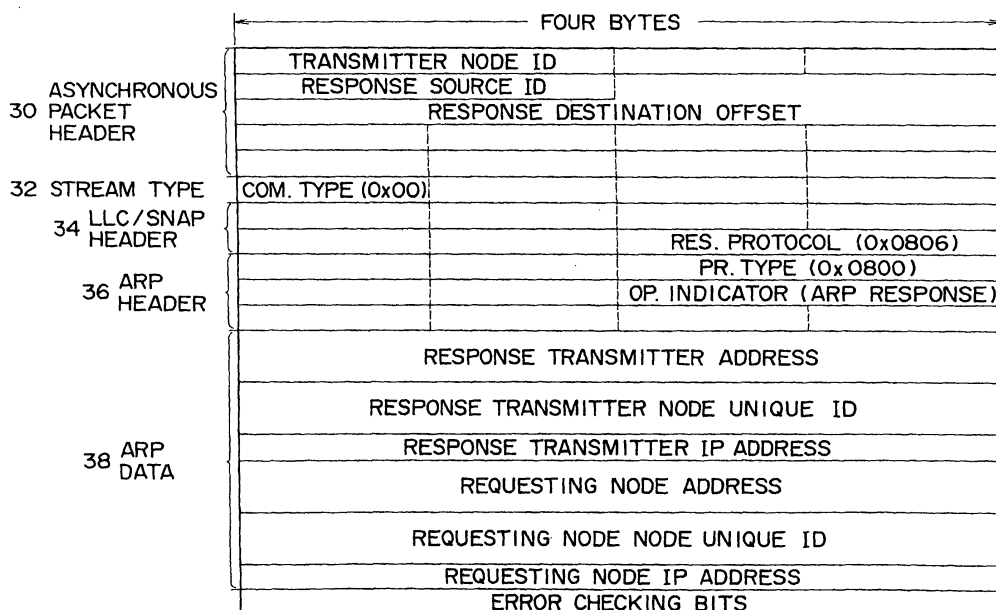 FOUR BYTES
TRANSMITTER NODE ID
RESPONSE SOURCE ID
RESPONSE DESTINATION OFFSET
30 ASYNCHRONOUS
PACKET
HEADER
32 STREAM TYPE
COM. TYPE (0x00)
34 LLC/SNAP
HEADER
RES. PROTOCOL (0x0806)
36 ARP
HEADER
PR. TYPE (0x0800)
OP. INDICATOR (ARP RESPONSE)
38 ARP
DATA
RESPONSE TRANSMITTER ADDRESS
RESPONSE TRANSMITTER NODE UNIQUE ID
RESPONSE TRANSMITTER IP ADDRESS
REQUESTING NODE ADDRESS
REQUESTING NODE NODE UNIQUE ID
REQUESTING NODE IP ADDRESS
ERROR CHECKING BITS